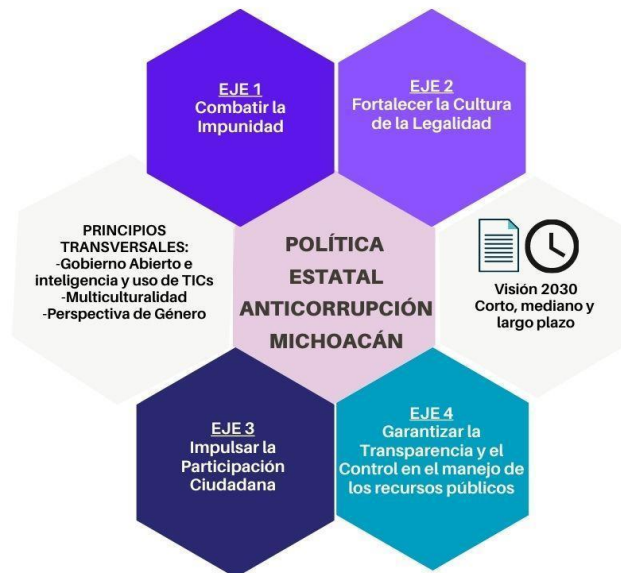 EJE 1
Combatir la
Impunidad
EJE 2
Fortalecer la Cultura
de la Legalidad
PRINCIPIOS
TRANSVERSALES:
-Gobierno Abierto e
inteligencia y uso de TICs
-Multiculturalidad
-Perspectiva de Género
POLÍTICA
ESTATAL
ANTICORRUPCIÓN
MICHOACÁN
Visión 2030
Corto, mediano y
largo plazo
EJE 3
Impulsar la
Participación
Ciudadana
EJE 4
Garantizar la
Transparencia y el
Control en el manejo de
los recursos públicos